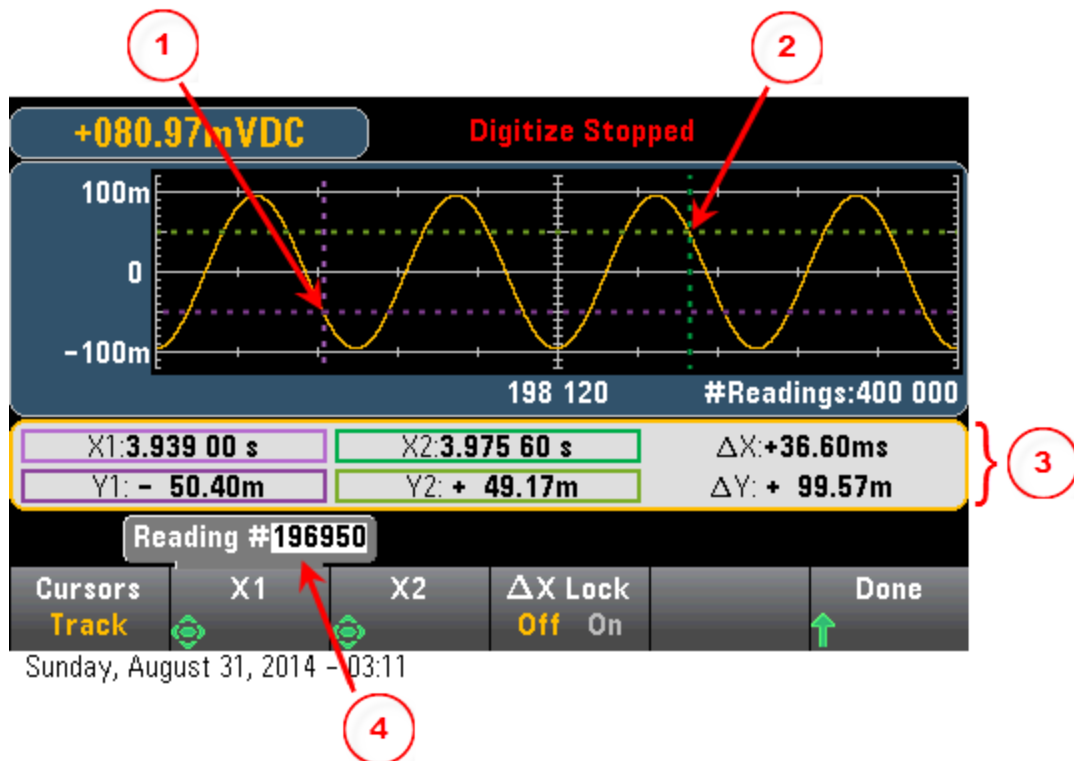 1
2
+080.97mVDC
Digitize Stopped
100m
0
-100m
198 120
#Readings:400 000
X1:3.939 00 s
X2:3.975 60 s
ΔX:+36.60ms
Y1: - 50.40m
Y2: + 49.17m
ΔY: + 99.57m
3
Reading #196950
Cursors
X1
X2
ΔX Lock
Done
Track
Off On
Sunday, August 31, 2014 - 03:11
4